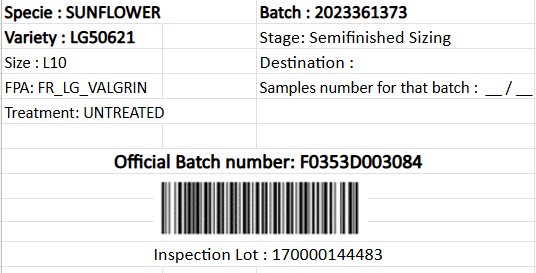 Specie : SUNFLOWER Batch : 2023361373
Variety : LG50621 Stage: Semifinished Sizing
Size : L10 Destination :
FPA: FR_LG_VALGRIN Samples number for that batch : __ / __
Treatment: UNTREATED
Official Batch number: F0353D003084
Inspection Lot : 170000144483